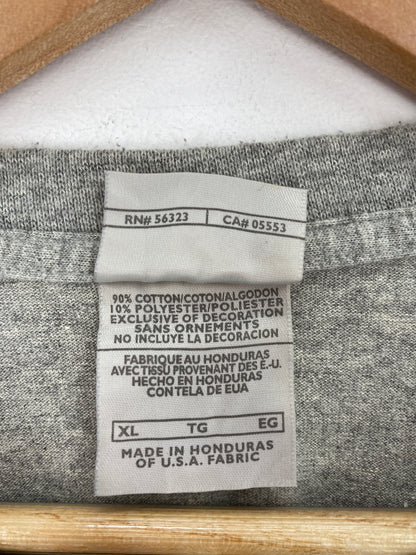 RN# 56323 | CA# 05553
90% COTTON/COTON/ALGODON
10% POLYESTER/POLIESTER
EXCLUSIVE OF DECORATION
SANS ORNEMENTS
NO INCLUYE LA DECORACION
FABRIQUE AU HONDURAS
AVEC TISSU PROVENANT DES É.-U.
HECHO EN HONDURAS
CON TELA DE EUA
XL TG EG
MADE IN HONDURAS
OF U.S.A. FABRIC